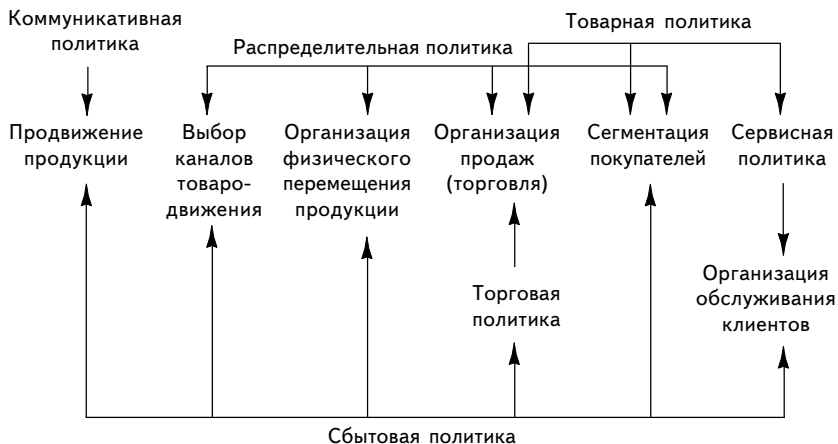 Коммуникативная
политика
Товарная политика
Распределительная политика
Продвижение
продукции
Выбор
каналов
товаро-
движения
Организация
физического
перемещения
продукции
Организация
продаж
(торговля)
Сегментация
покупателей
Сервисная
политика
Торговая
политика
Организация
обслуживания
клиентов
Сбытовая политика